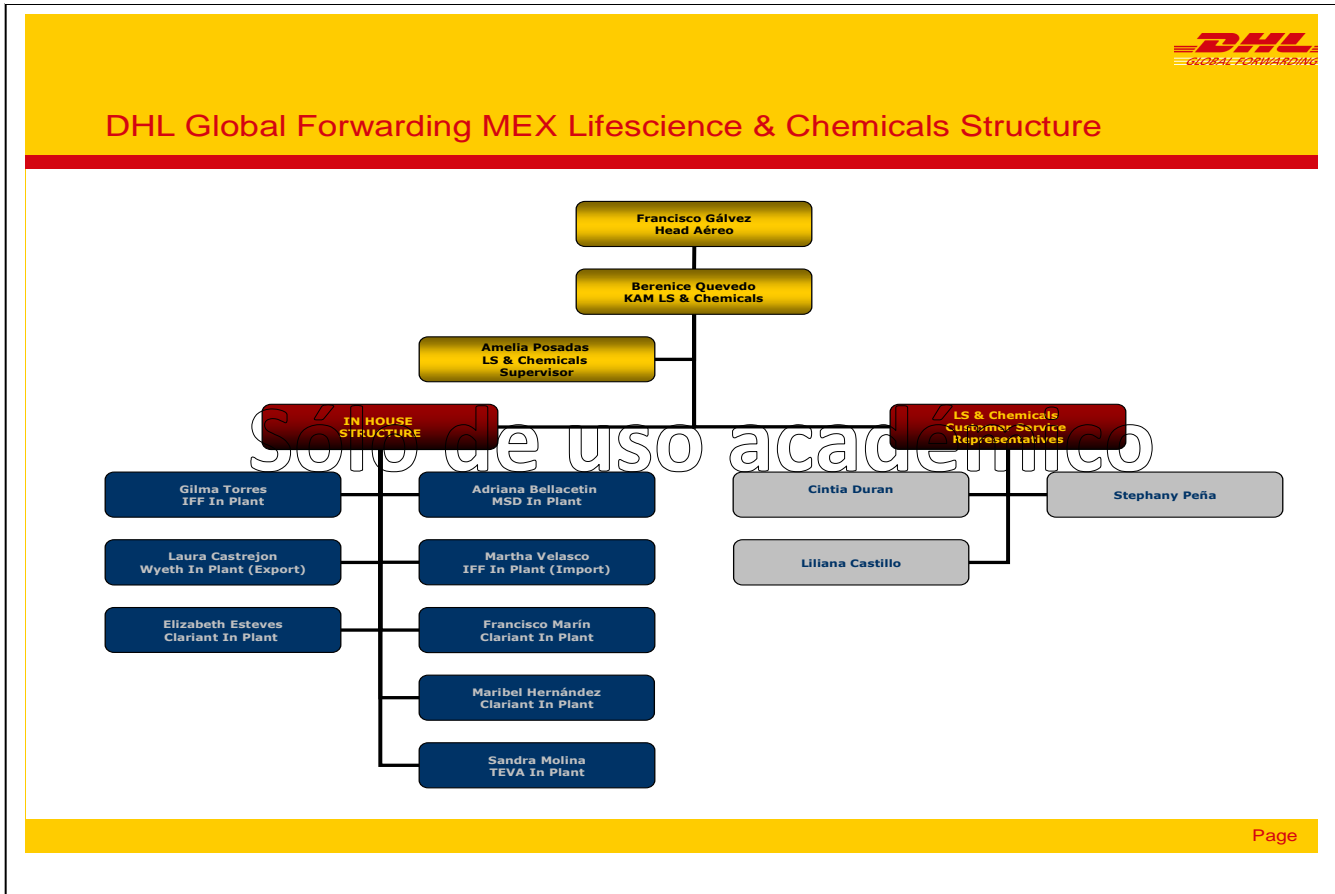 DHL
GLOBAL FORWARDING
DHL Global Forwarding MEX Lifescience & Chemicals Structure
Francisco Gálvez
Head Aéreo
Berenice Quevedo
KAM LS & Chemicals
Amelia Posadas
LS & Chemicals
Supervisor
IN HOUSE
STRUCTURE
LS & Chemicals
Customer Service
Representatives
Sólo de uso académico
Gilma Torres
IFF In Plant
Adriana Bellacetin
MSD In Plant
Cintia Duran
Stephany Peña
Laura Castrejon
Wyeth In Plant (Export)
Martha Velasco
IFF In Plant (Import)
Liliana Castillo
Elizabeth Esteves
Clariant In Plant
Francisco Marín
Clariant In Plant
Maribel Hernández
Clariant In Plant
Sandra Molina
TEVA In Plant
Page